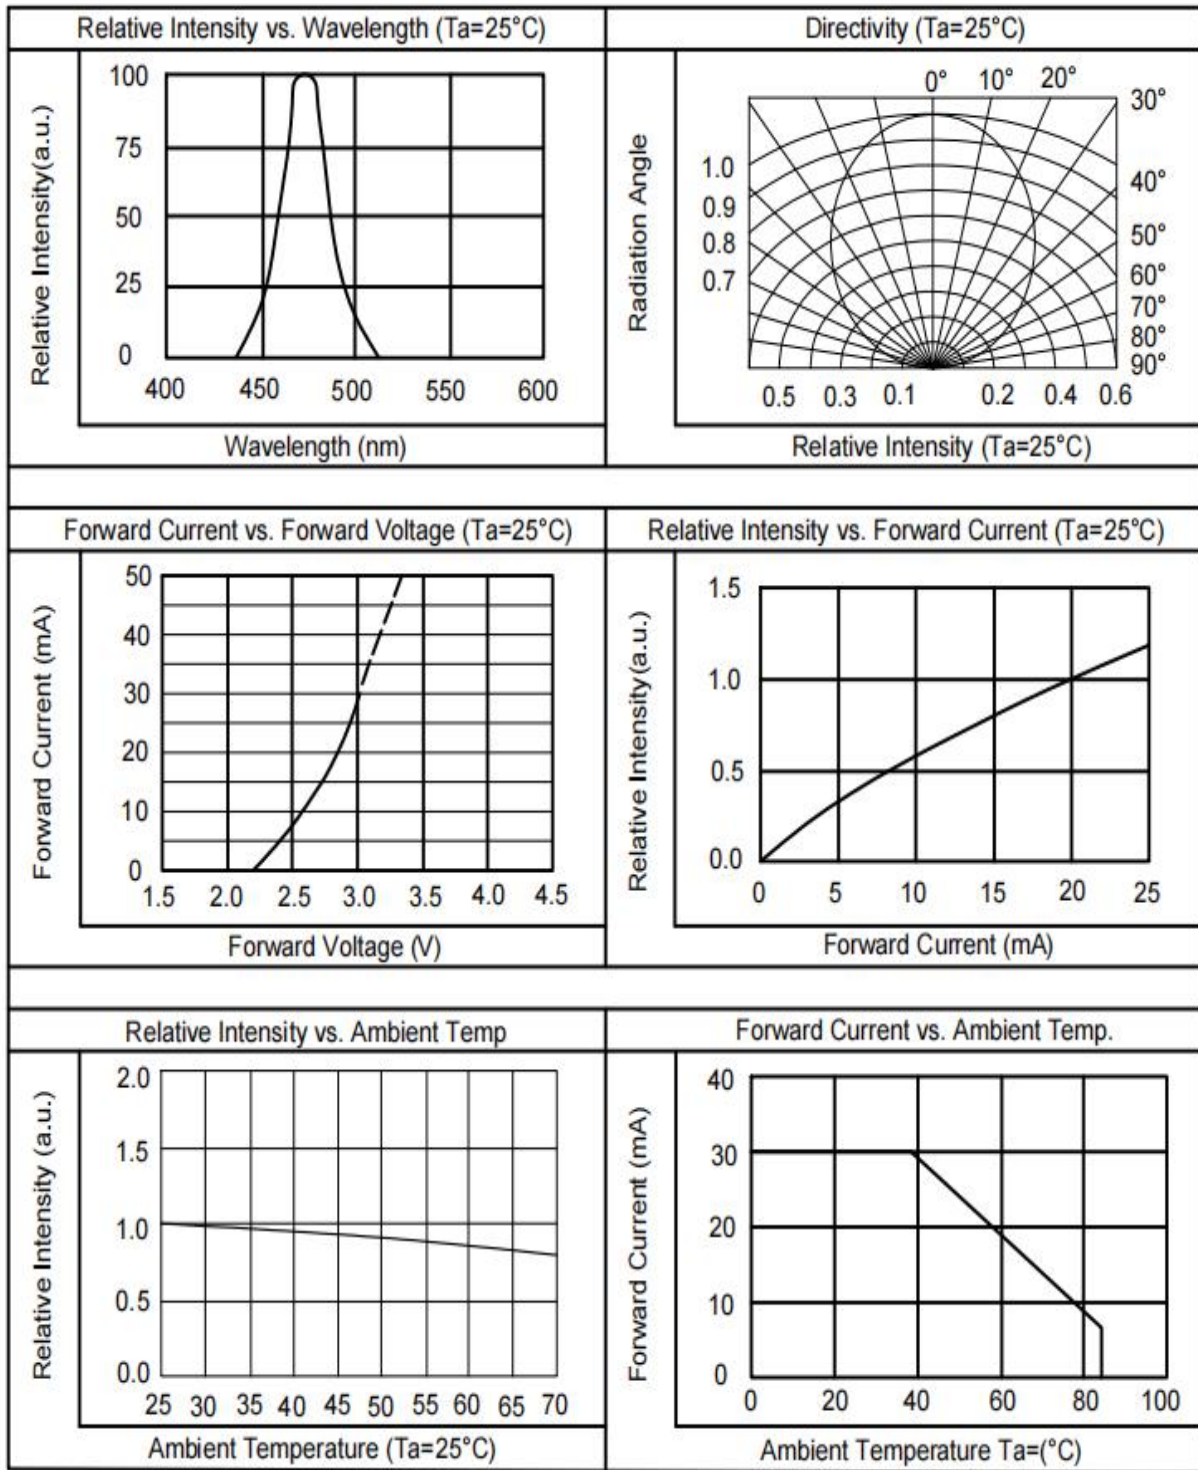 Relative Intensity vs. Wavelength (Ta=25°C)
Relative Intensity(a.u.)
100
75
50
25
0
400 450 500 550 600
Wavelength (nm)
Directivity (Ta=25°C)
Radiation Angle
0° 10° 20°
30°
40°
50°
60°
70°
80°
90°
1.0
0.9
0.8
0.7
0.5 0.3 0.1 0.2 0.4 0.6
Relative Intensity (Ta=25°C)
Forward Current vs. Forward Voltage (Ta=25°C)
Forward Current (mA)
50
40
30
20
10
0
1.5 2.0 2.5 3.0 3.5 4.0 4.5
Forward Voltage (V)
Relative Intensity vs. Forward Current (Ta=25°C)
Relative Intensity(a.u.)
1.5
1.0
0.5
0.0
0 5 10 15 20 25
Forward Current (mA)
Relative Intensity vs. Ambient Temp
Relative Intensity (a.u.)
2.0
1.5
1.0
0.5
0.0
25 30 35 40 45 50 55 60 65 70
Ambient Temperature (Ta=25°C)
Forward Current vs. Ambient Temp.
Forward Current (mA)
40
30
20
10
0
0 20 40 60 80 100
Ambient Temperature Ta=(°C)